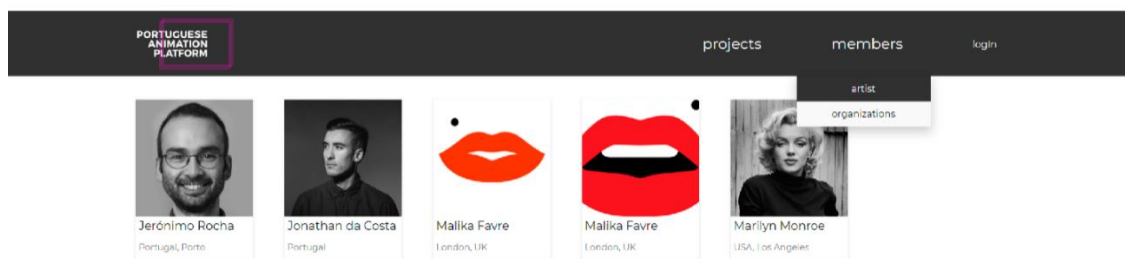 PORTUGUESE
ANIMATION
PLATFORM
projects
members
login
artist
organizations
Jerónimo Rocha
Portugal, Porto
Jonathan da Costa
Portugal
Malika Favre
London, UK
Malika Favre
London, UK
Marilyn Monroe
USA, Los Angeles